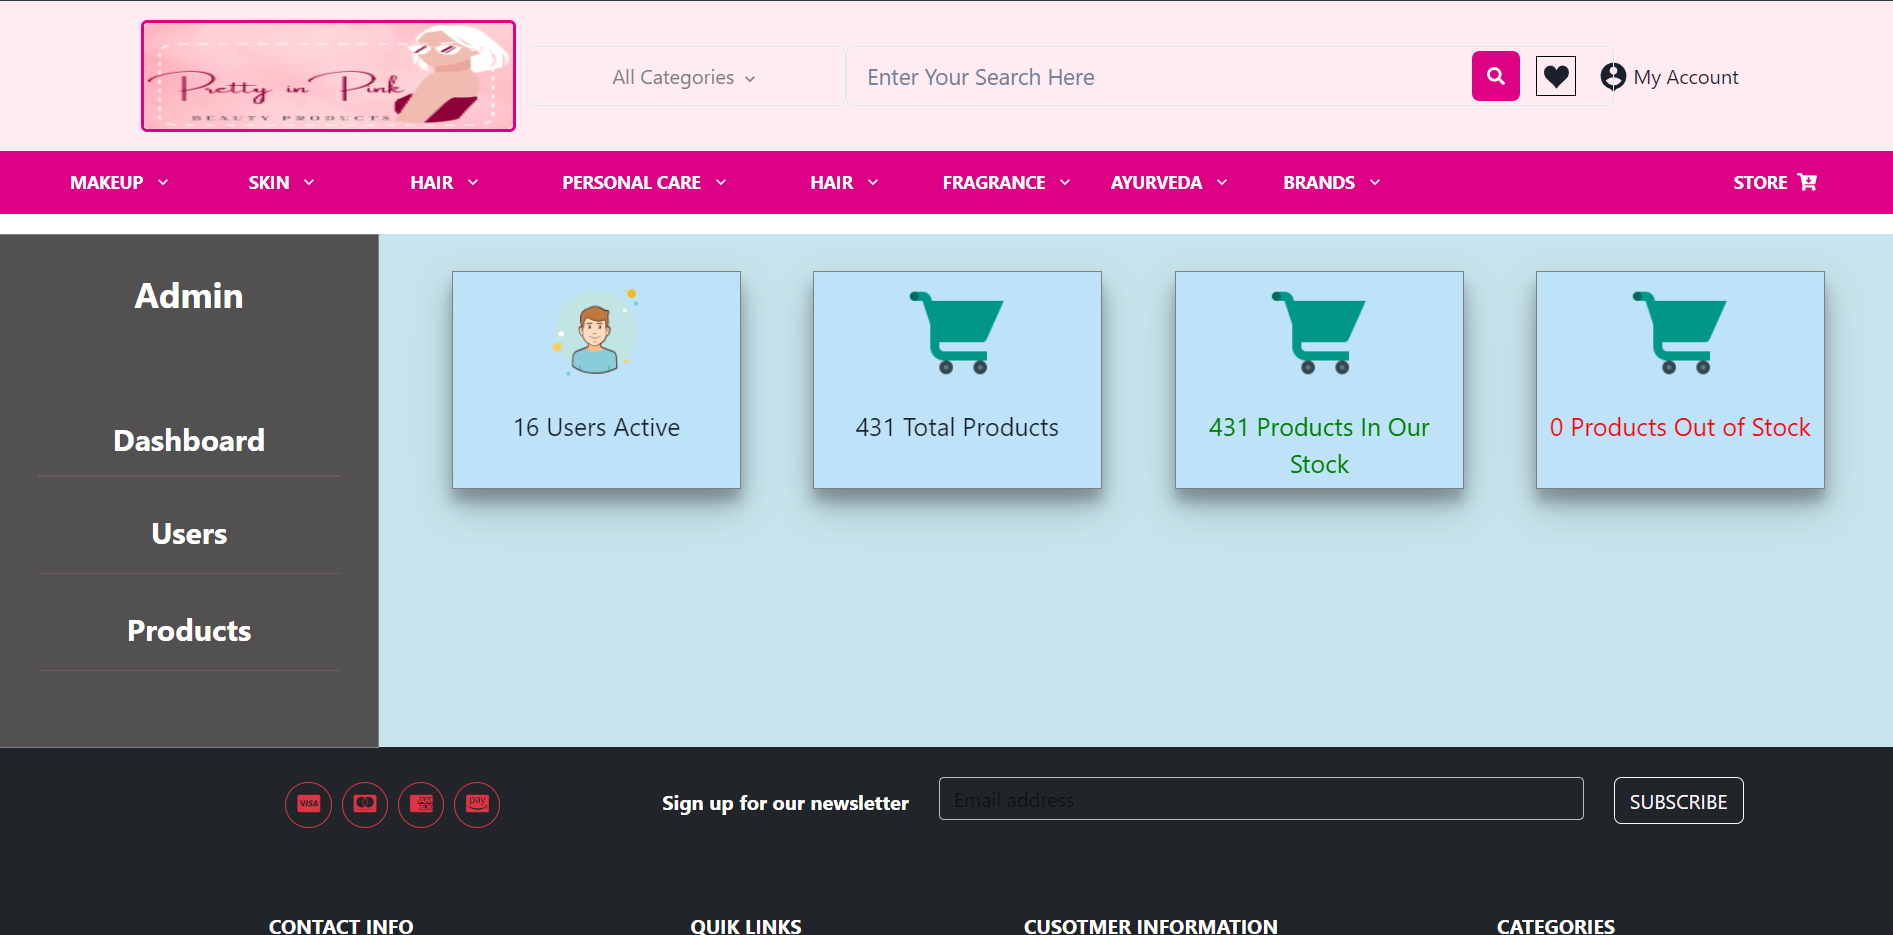 Pretty in Pink
BEAUTY PRODUCTS
All Categories
Enter Your Search Here
My Account
MAKEUP SKIN HAIR PERSONAL CARE HAIR FRAGRANCE AYURVEDA BRANDS STORE
Admin
Dashboard
Users
Products
16 Users Active
431 Total Products
431 Products In Our
Stock
0 Products Out of Stock
VISA
AM
EX
pay
Sign up for our newsletter
Email address
SUBSCRIBE
CONTACT INFO
QUIK LINKS
CUSOTMER INFORMATION
CATEGORIES